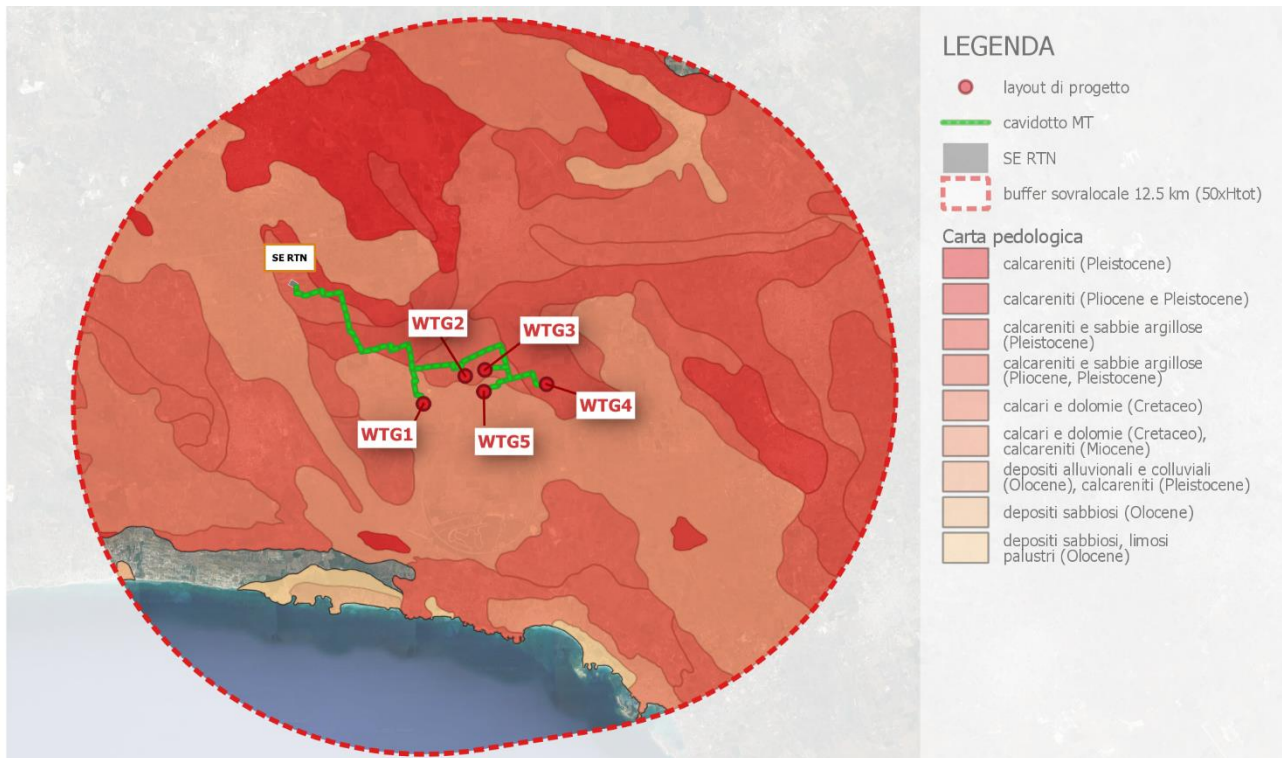 SE RTN
WTG2
WTG3
WTG4
WTG1
WTG5
LEGENDA
layout di progetto
cavidotto MT
SE RTN
buffer sovralocale 12.5 km (50xHtot)
Carta pedologica
calcareniti (Pleistocene)
calcareniti (Pliocene e Pleistocene)
calcareniti e sabbie argillose
(Pleistocene)
calcareniti e sabbie argillose
(Pliocene, Pleistocene)
calcari e dolomie (Cretaceo)
calcari e dolomie (Cretaceo),
calcareniti (Miocene)
depositi alluvionali e colluviali
(Olocene), calcareniti (Pleistocene)
depositi sabbiosi (Olocene)
depositi sabbiosi, limosi
palustri (Olocene)